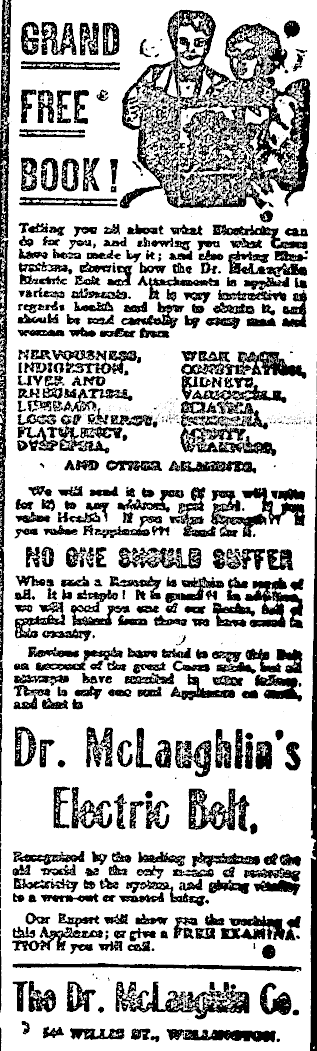 GRAND
FREE
BOOK!
Telling you all about what Electricity can
do for you, and showing you what Cures
have been made by it; and also giving Illus-
trations, showing how the Dr. McLaughlin
Electric Belt and Attachments is applied in
various ailments. It is very instructive as
regards health and how to obtain it, and
should be read carefully by every man and
woman who suffer from
NERVOUSNESS, WEAK BACK,
INDIGESTION, CONSTIPATION,
LIVER AND KIDNEYS,
RHEUMATISM, VARICOCELE,
LUMBAGO, SCIATICA,
LOSS OF ENERGY, INSOMNIA,
FLATULENCY, ACIDITY,
DYSPEPSIA, WEAKNESS,
AND OTHER AILMENTS.
We will send it to you (if you will write
for it) to any address, post paid. If you
value Health! If you value Strength!! If
you value Happiness!!! Send for it.
NO ONE SHOULD SUFFER
When such a Remedy is within the reach of
all. It is simple! It is good!! In addition,
we will send you one of our Books, full of
grateful letters from those we have cured in
this country.
people have tried to copy this Belt
on account of the great Cures made, but all
attempts have resulted in utter failure.
There is only one real Appliance on earth,
and that is
Dr. McLaughlin's
Electric Belt,
Recognized by the leading physicians of the
old world as the only means of restoring
Electricity to the system, and giving vitality
to a worn-out or wasted being.
Our Expert will show you the working of
this Appliance; or give a FREE EXAMINA-
TION if you will call.
The Dr. McLaughlin Co.
WILLIS ST., WELLINGTON.